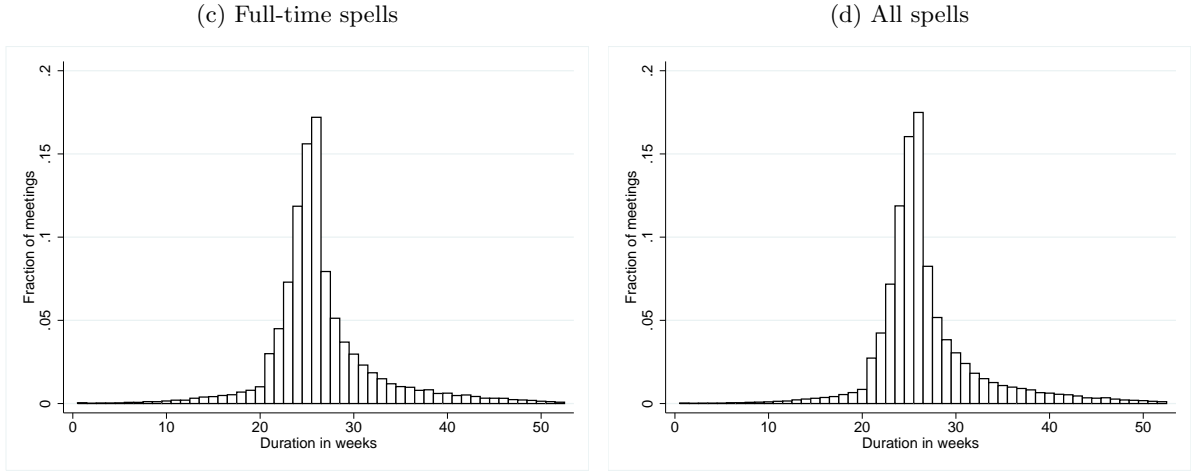 (c) Full-time spells
Fraction of meetings
.2
.15
.1
.05
0
0 10 20 30 40 50
Duration in weeks
(d) All spells
Fraction of meetings
.2
.15
.1
.05
0
0 10 20 30 40 50
Duration in weeks